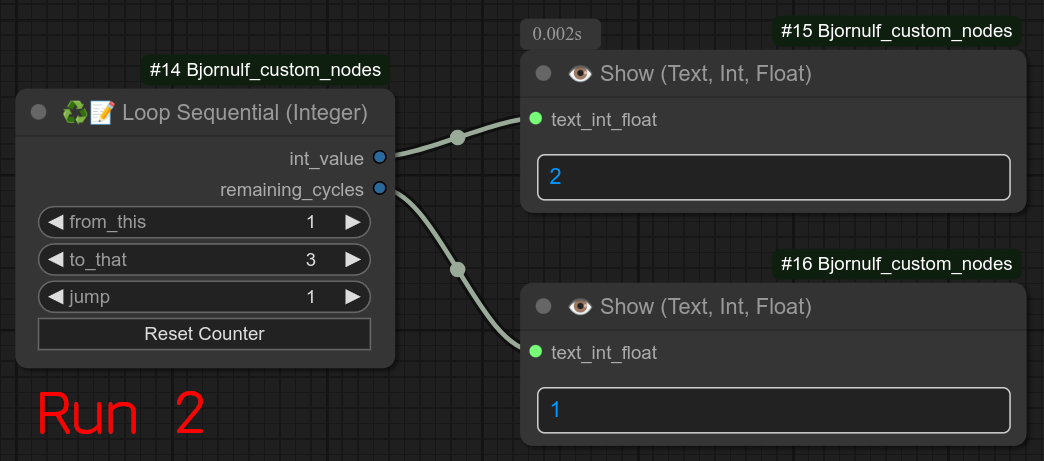 #14 Bjornulf_custom_nodes
♻📝 Loop Sequential (Integer)
int_value
remaining_cycles
from_this 1
to_that 3
jump 1
Reset Counter
Run 2
0.002s
#15 Bjornulf_custom_nodes
👁 Show (Text, Int, Float)
text_int_float
2
#16 Bjornulf_custom_nodes
👁 Show (Text, Int, Float)
text_int_float
1